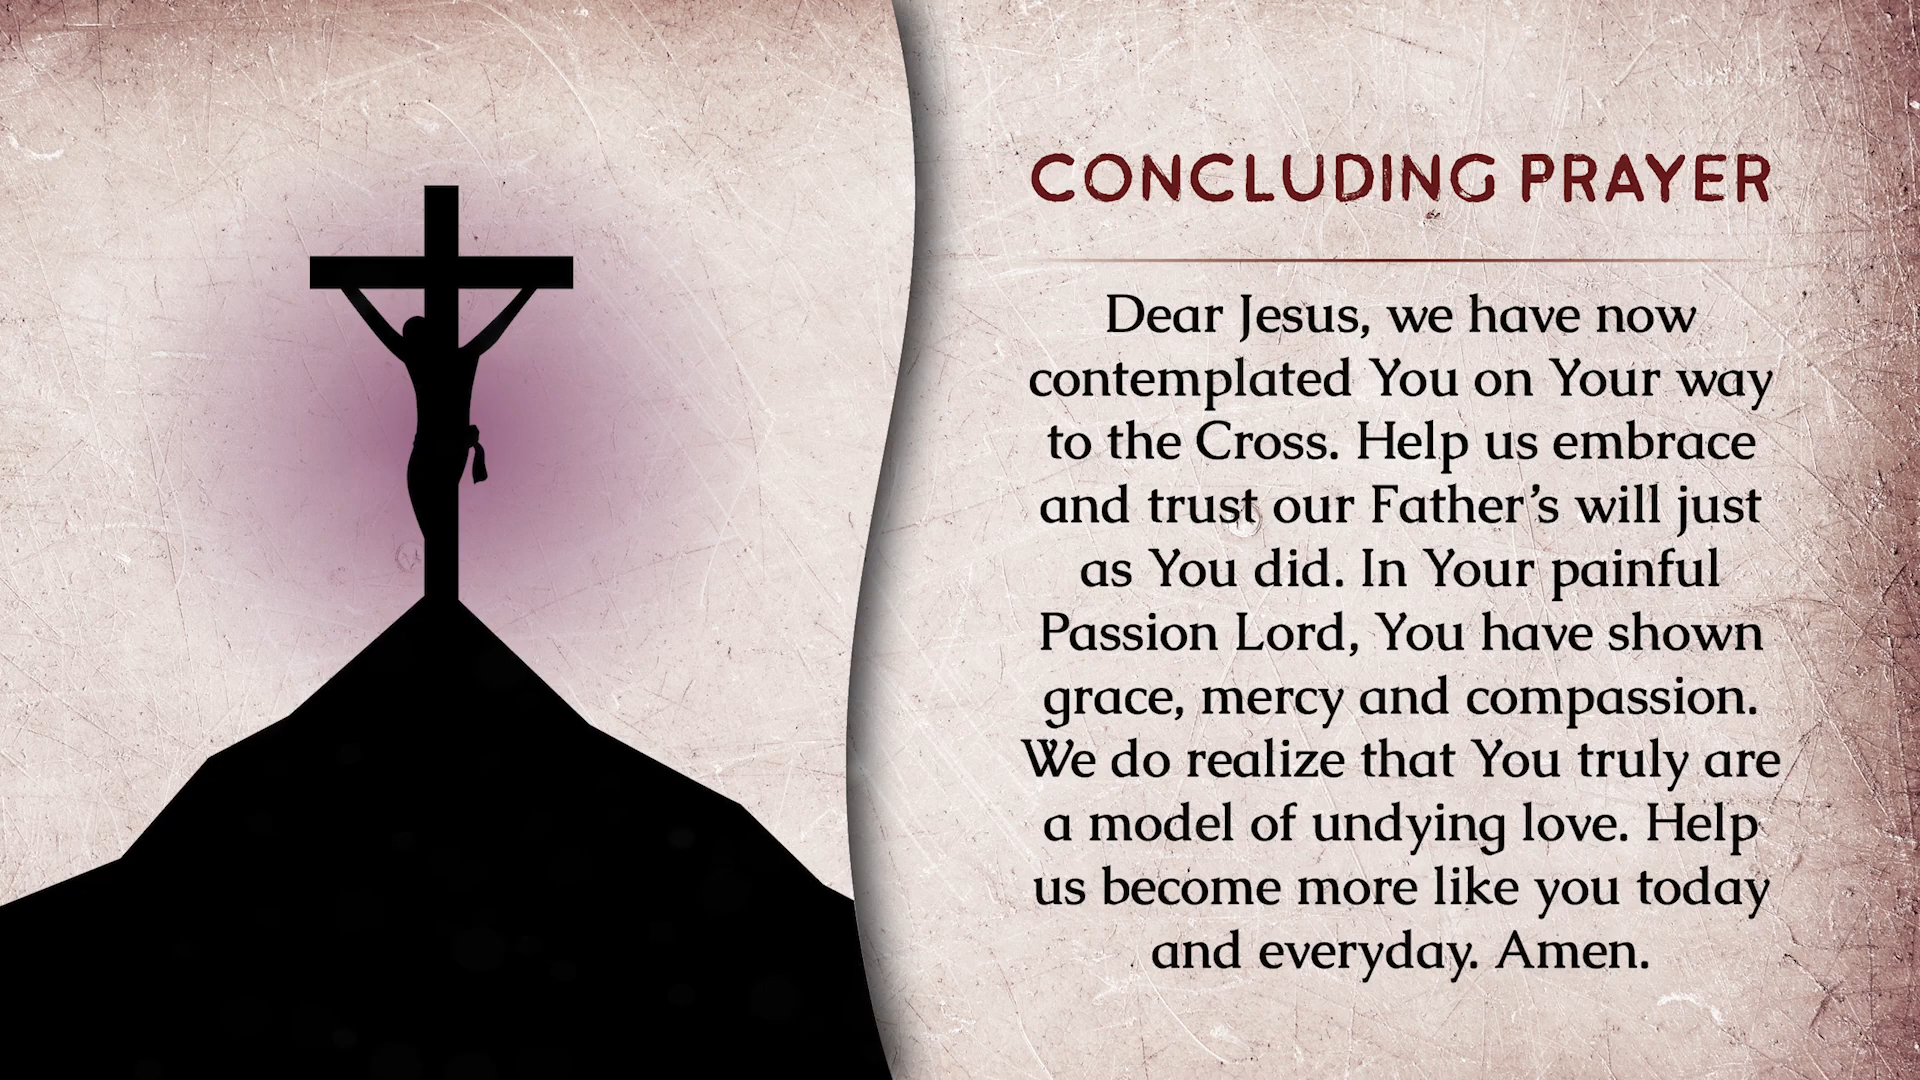 CONCLUDING PRAYER
Dear Jesus, we have now
contemplated You on Your way
to the Cross. Help us embrace
and trust our Father’s will just
as You did. In Your painful
Passion Lord, You have shown
grace, mercy and compassion.
We do realize that You truly are
a model of undying love. Help
us become more like you today
and everyday. Amen.